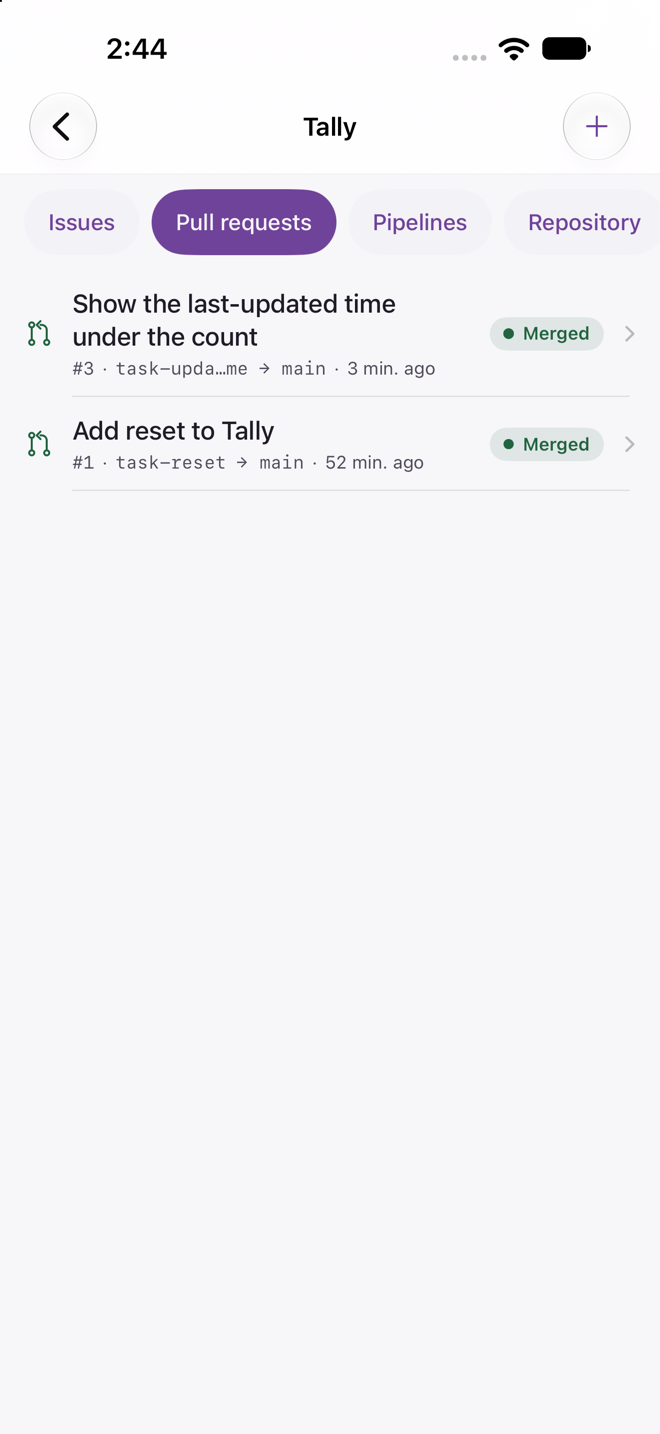 2:44
Tally
Issues
Pull requests
Pipelines
Repository
Show the last-updated time
under the count
#3 · task-upda…me → main · 3 min. ago
Merged
Add reset to Tally
#1 · task-reset → main · 52 min. ago
Merged